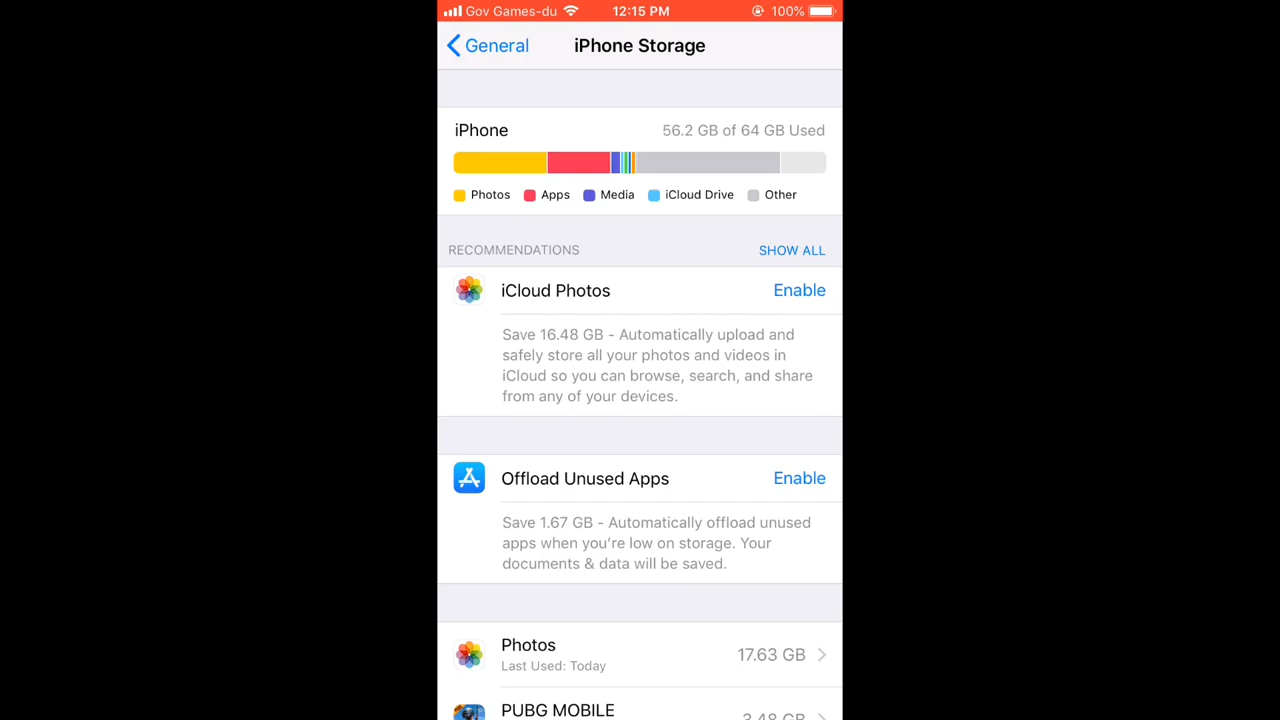 Gov Games-du 12:15 PM 100%
General iPhone Storage
iPhone 56.2 GB of 64 GB Used
Photos Apps Media iCloud Drive Other
RECOMMENDATIONS SHOW ALL
iCloud Photos Enable
Save 16.48 GB - Automatically upload and
safely store all your photos and videos in
iCloud so you can browse, search, and share
from any of your devices.
Offload Unused Apps Enable
Save 1.67 GB - Automatically offload unused
apps when you’re low on storage. Your
documents & data will be saved.
Photos 17.63 GB
Last Used: Today
PUBG MOBILE 3.48 GB